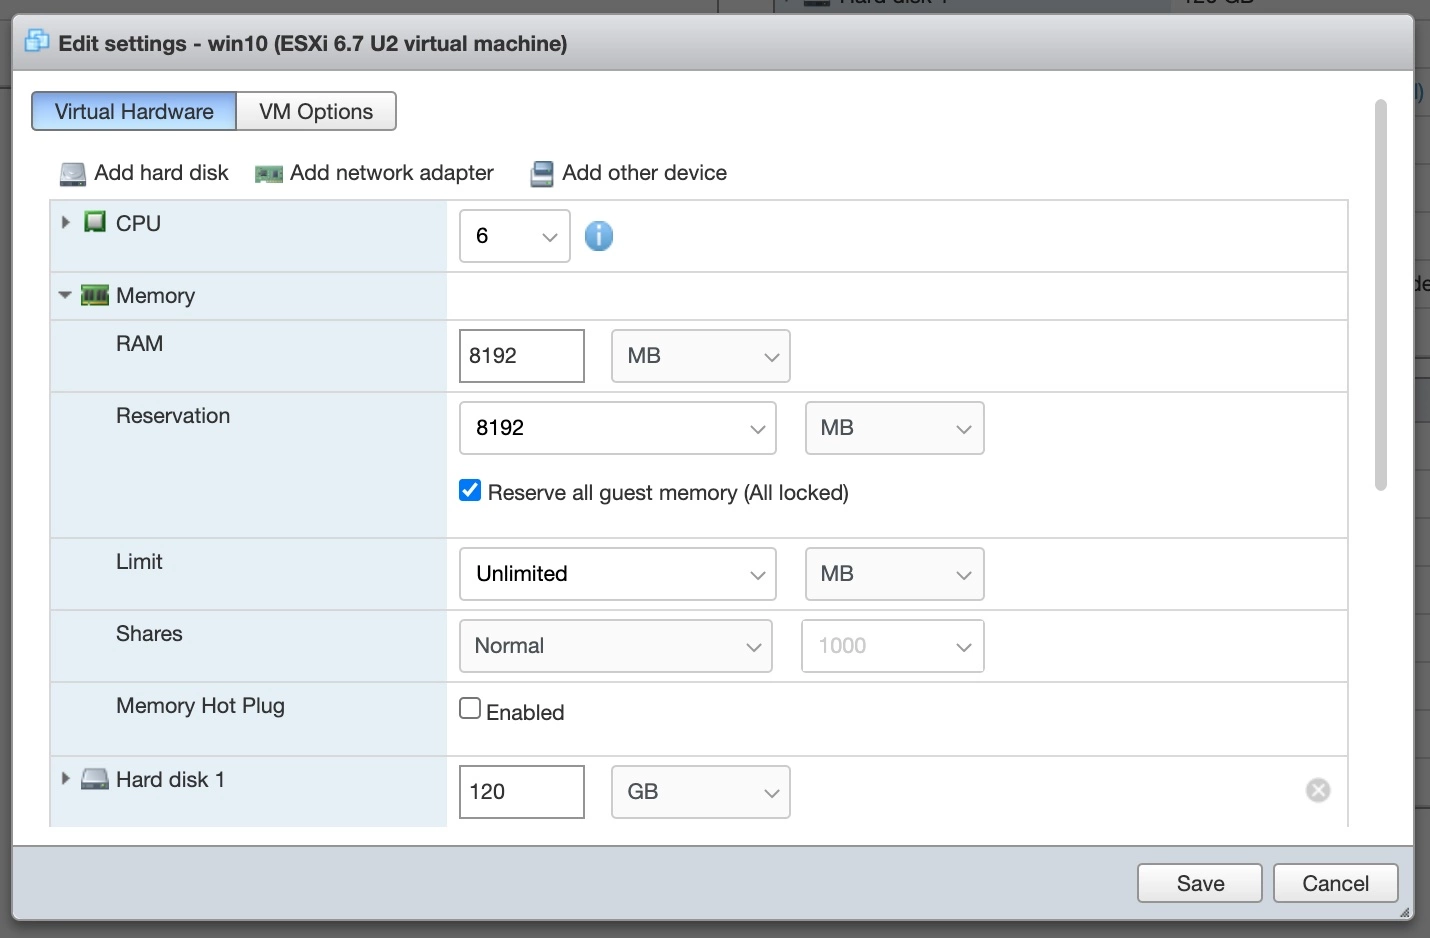 Edit settings - win10 (ESXi 6.7 U2 virtual machine)
Virtual Hardware VM Options
Add hard disk Add network adapter Add other device
CPU 6
Memory
RAM 8192 MB
Reservation 8192 MB
Reserve all guest memory (All locked)
Limit Unlimited MB
Shares Normal 1000
Memory Hot Plug Enabled
Hard disk 1 120 GB
Save Cancel